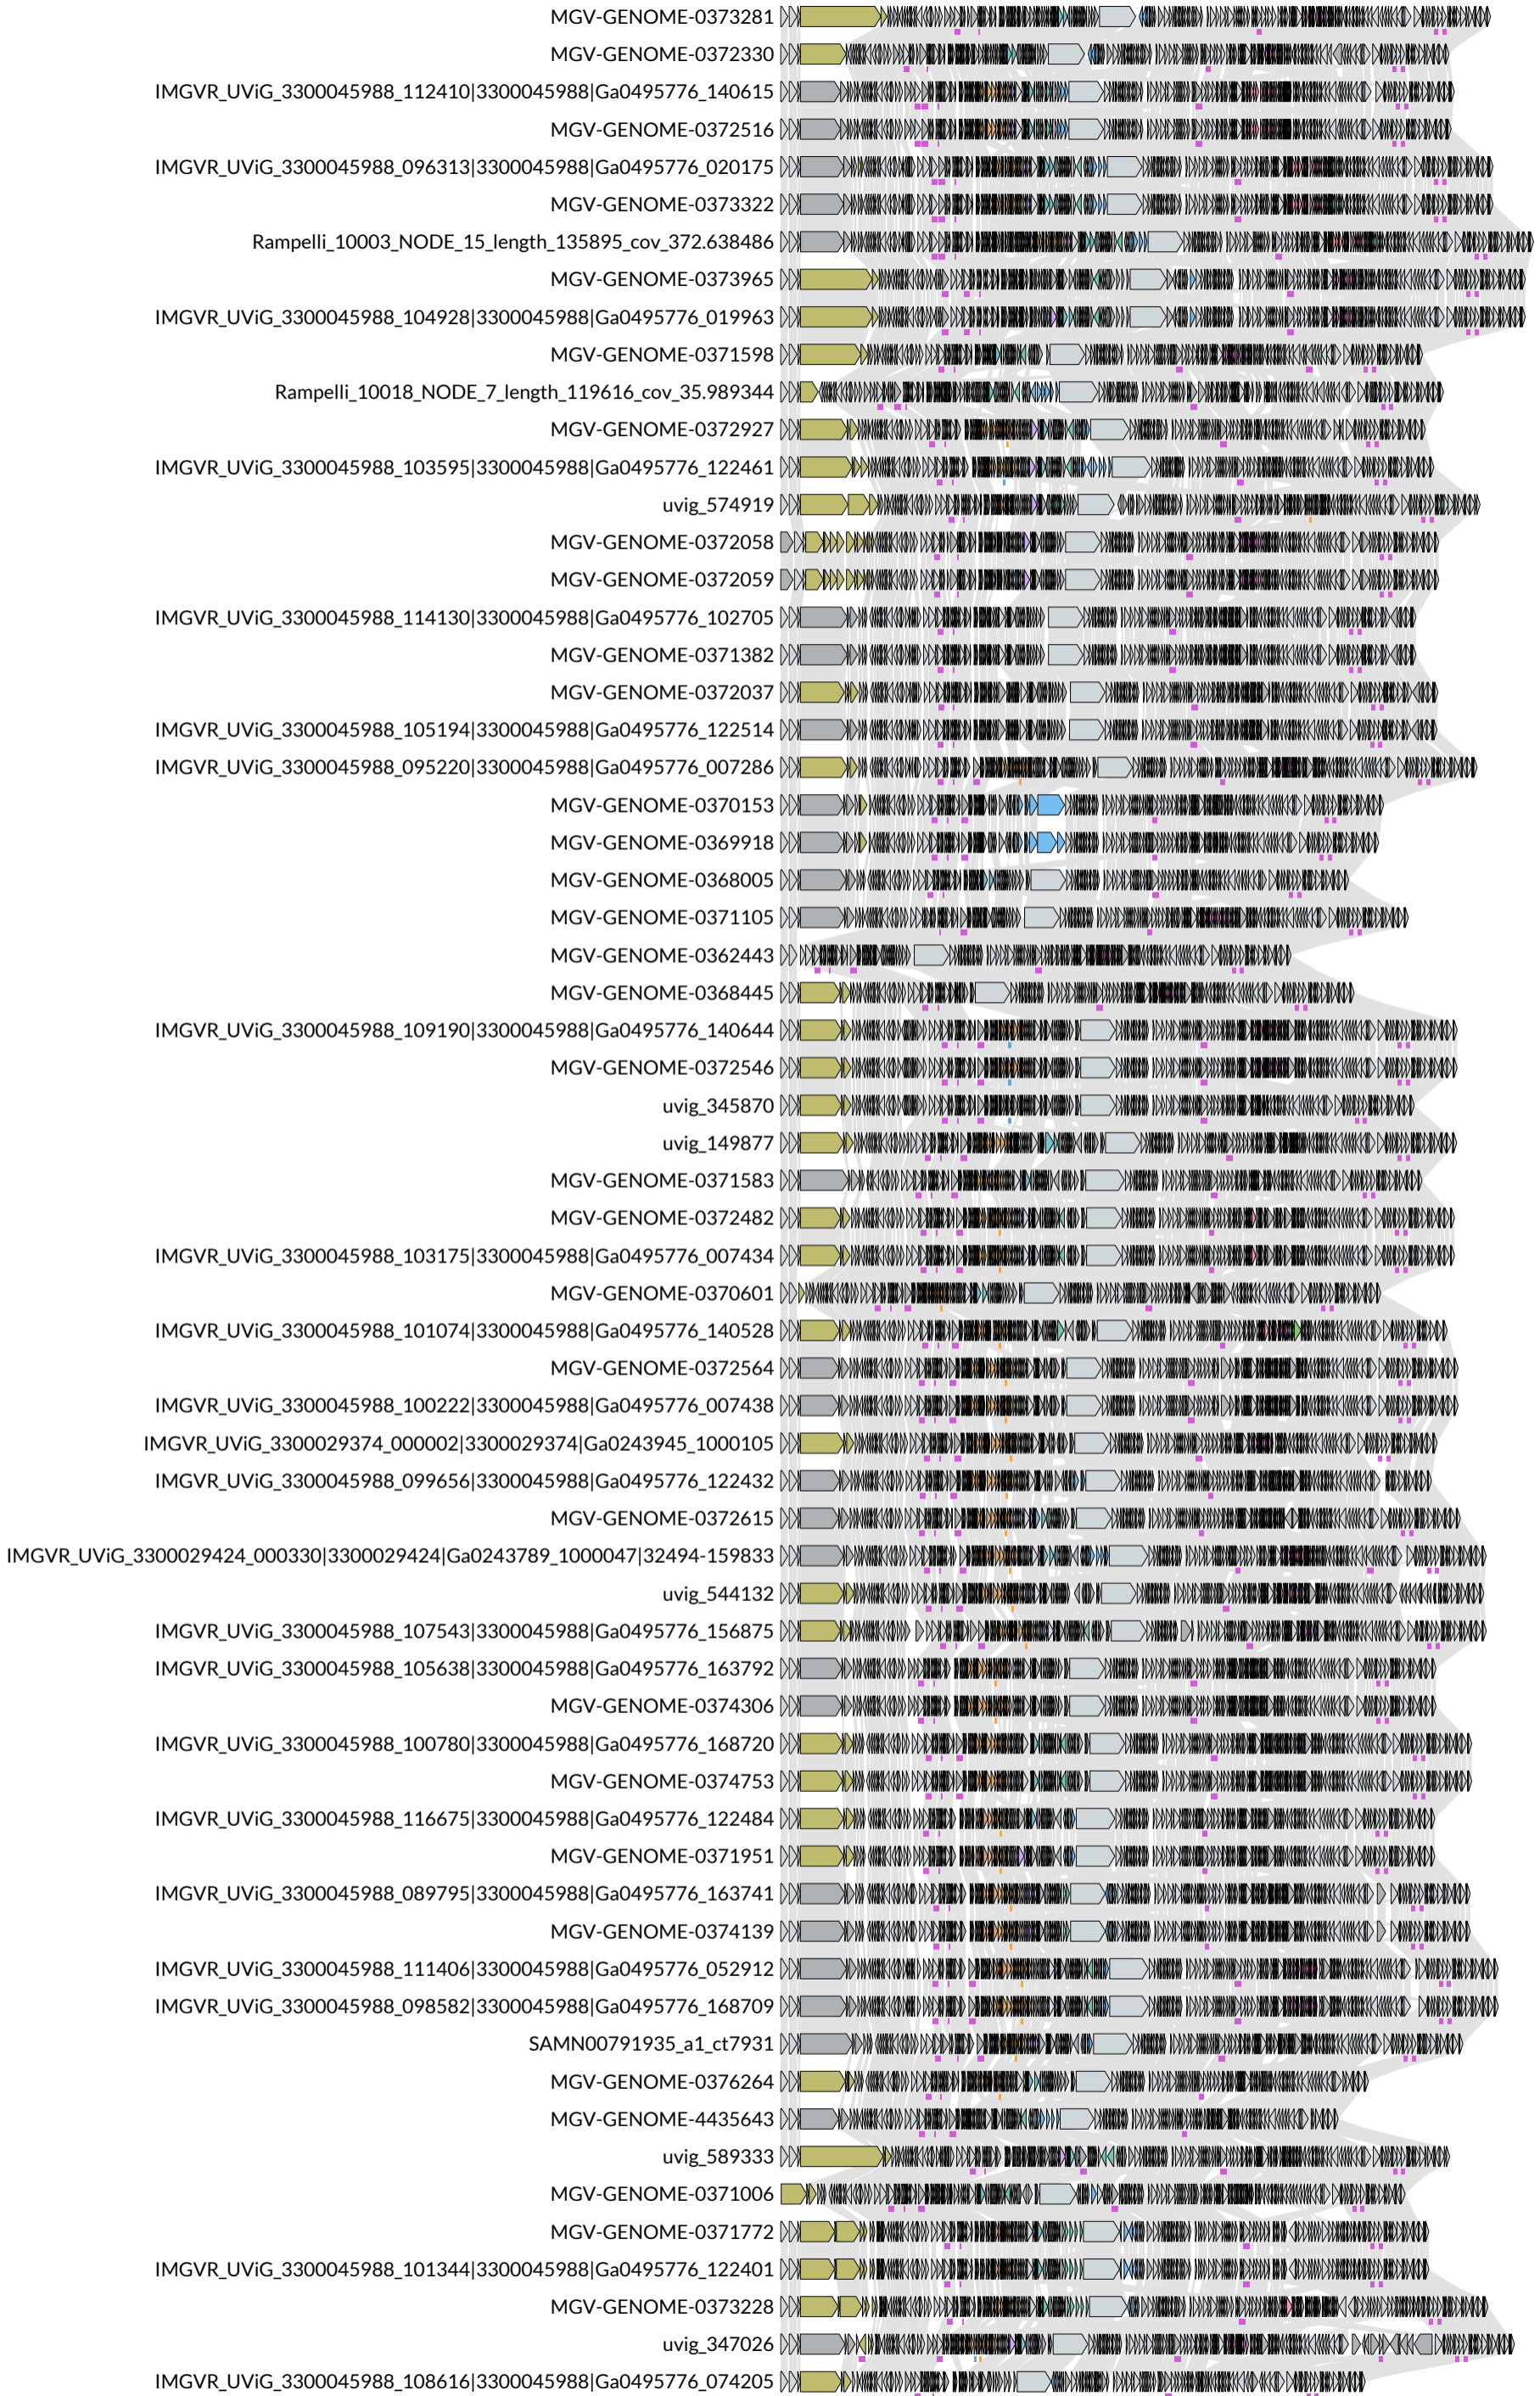 MGV-GENOME-0373281
MGV-GENOME-0372330
IMGVR_UViG_3300045988_112410|3300045988|Ga0495776_140615
MGV-GENOME-0372516
IMGVR_UViG_3300045988_096313|3300045988|Ga0495776_020175
MGV-GENOME-0373322
Rampelli_10003_NODE_15_length_135895_cov_372.638486
MGV-GENOME-0373965
IMGVR_UViG_3300045988_104928|3300045988|Ga0495776_019963
MGV-GENOME-0371598
Rampelli_10018_NODE_7_length_119616_cov_35.989344
MGV-GENOME-0372927
IMGVR_UViG_3300045988_103595|3300045988|Ga0495776_122461
uvig_574919
MGV-GENOME-0372058
MGV-GENOME-0372059
IMGVR_UViG_3300045988_114130|3300045988|Ga0495776_102705
MGV-GENOME-0371382
MGV-GENOME-0372037
IMGVR_UViG_3300045988_105194|3300045988|Ga0495776_122514
IMGVR_UViG_3300045988_095220|3300045988|Ga0495776_007286
MGV-GENOME-0370153
MGV-GENOME-0369918
MGV-GENOME-0368005
MGV-GENOME-0371105
MGV-GENOME-0362443
MGV-GENOME-0368445
IMGVR_UViG_3300045988_109190|3300045988|Ga0495776_140644
MGV-GENOME-0372546
uvig_345870
uvig_149877
MGV-GENOME-0371583
MGV-GENOME-0372482
IMGVR_UViG_3300045988_103175|3300045988|Ga0495776_007434
MGV-GENOME-0370601
IMGVR_UViG_3300045988_101074|3300045988|Ga0495776_140528
MGV-GENOME-0372564
IMGVR_UViG_3300045988_100222|3300045988|Ga0495776_007438
IMGVR_UViG_3300029374_000002|3300029374|Ga0243945_1000105
IMGVR_UViG_3300045988_099656|3300045988|Ga0495776_122432
MGV-GENOME-0372615
IMGVR_UViG_3300029424_000330|3300029424|Ga0243789_1000047|32494-159833
uvig_544132
IMGVR_UViG_3300045988_107543|3300045988|Ga0495776_156875
IMGVR_UViG_3300045988_105638|3300045988|Ga0495776_163792
MGV-GENOME-0374306
IMGVR_UViG_3300045988_100780|3300045988|Ga0495776_168720
MGV-GENOME-0374753
IMGVR_UViG_3300045988_116675|3300045988|Ga0495776_122484
MGV-GENOME-0371951
IMGVR_UViG_3300045988_089795|3300045988|Ga0495776_163741
MGV-GENOME-0374139
IMGVR_UViG_3300045988_111406|3300045988|Ga0495776_052912
IMGVR_UViG_3300045988_098582|3300045988|Ga0495776_168709
SAMN00791935_a1_ct7931
MGV-GENOME-0376264
MGV-GENOME-4435643
uvig_589333
MGV-GENOME-0371006
MGV-GENOME-0371772
IMGVR_UViG_3300045988_101344|3300045988|Ga0495776_122401
MGV-GENOME-0373228
uvig_347026
IMGVR_UViG_3300045988_108616|3300045988|Ga0495776_074205